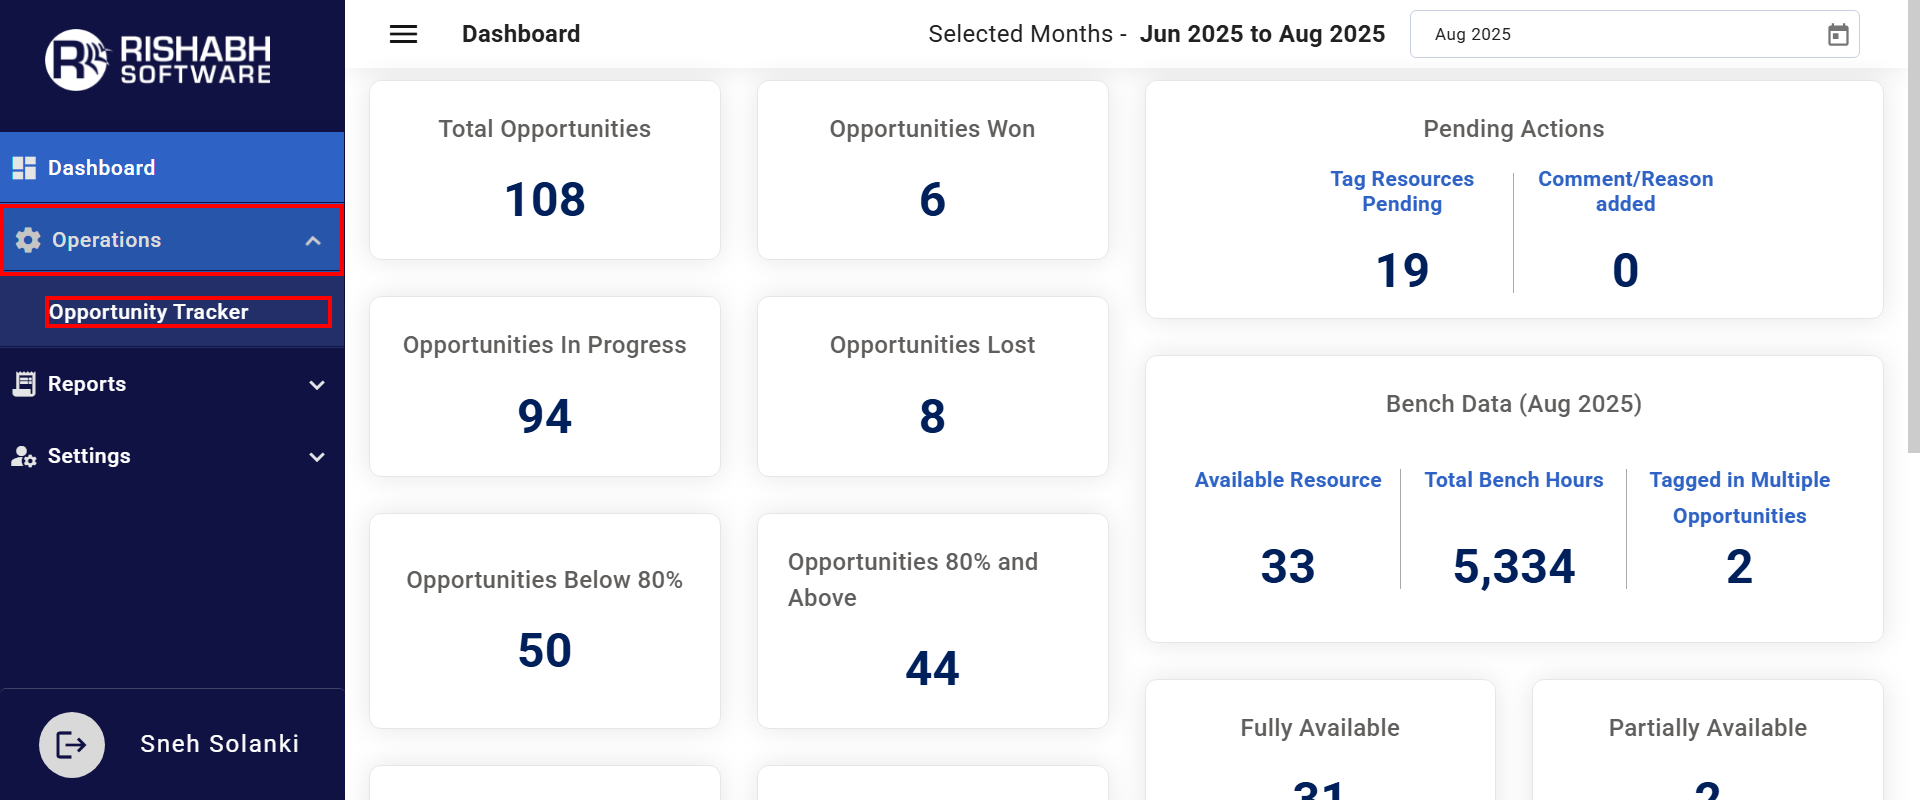 RISHABH
SOFTWARE
Dashboard
Operations
Opportunity Tracker
Reports
Settings
Sneh Solanki
Dashboard
Selected Months - Jun 2025 to Aug 2025
Aug 2025
Total Opportunities
108
Opportunities Won
6
Opportunities In Progress
94
Opportunities Lost
8
Opportunities Below 80%
50
Opportunities 80% and
Above
44
Pending Actions
Tag Resources
Pending
19
Comment/Reason
added
0
Bench Data (Aug 2025)
Available Resource
33
Total Bench Hours
5,334
Tagged in Multiple
Opportunities
2
Fully Available
31
Partially Available
2